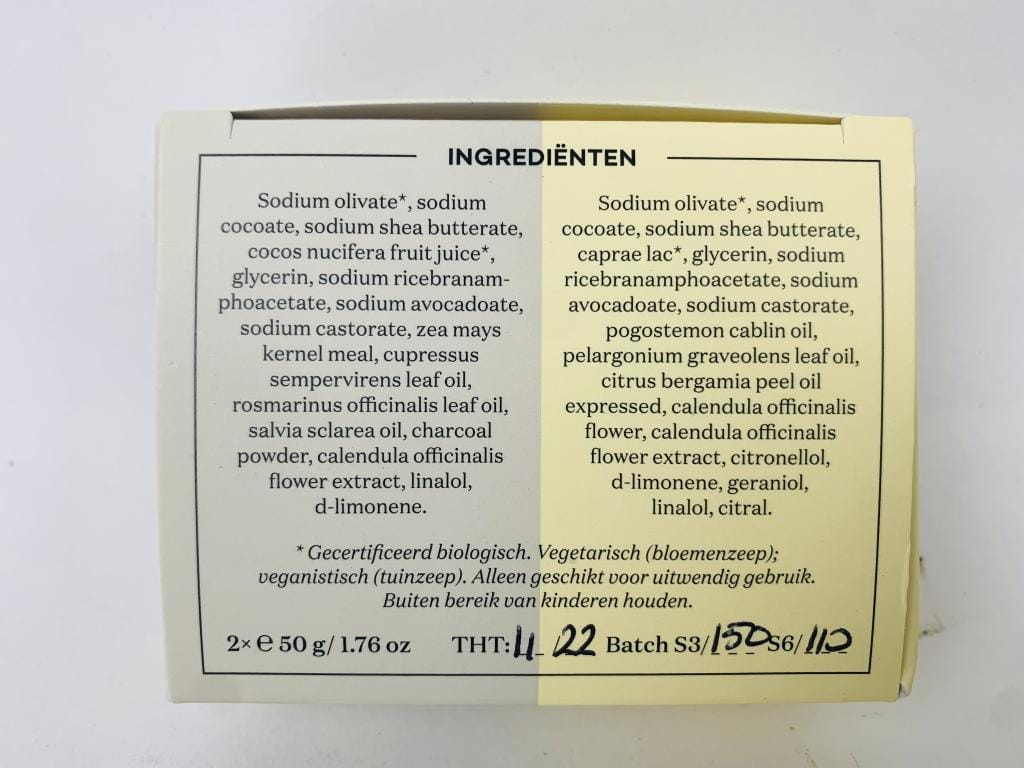 INGREDIËNTEN
Sodium olivate*, sodium
cocoate, sodium shea butterate,
cocos nucifera fruit juice*,
glycerin, sodium ricebranam-
phoacetate, sodium avocadoate,
sodium castorate, zea mays
kernel meal, cupressus
sempervirens leaf oil,
rosmarinus officinalis leaf oil,
salvia sclarea oil, charcoal
powder, calendula officinalis
flower extract, linalol,
d-limonene.
Sodium olivate*, sodium
cocoate, sodium shea butterate,
caprae lac*, glycerin, sodium
ricebranamphoacetate, sodium
avocadoate, sodium castorate,
pogostemon cablin oil,
pelargonium graveolens leaf oil,
citrus bergamia peel oil
expressed, calendula officinalis
flower, calendula officinalis
flower extract, citronellol,
d-limonene, geraniol,
linalol, citral.
* Gecertificeerd biologisch. Vegetarisch (bloemenzeep);
veganistisch (tuinzeep). Alleen geschikt voor uitwendig gebruik.
Buiten bereik van kinderen houden.
2× ℮ 50 g/ 1.76 oz THT: 11/22 Batch S3/150 S6/110